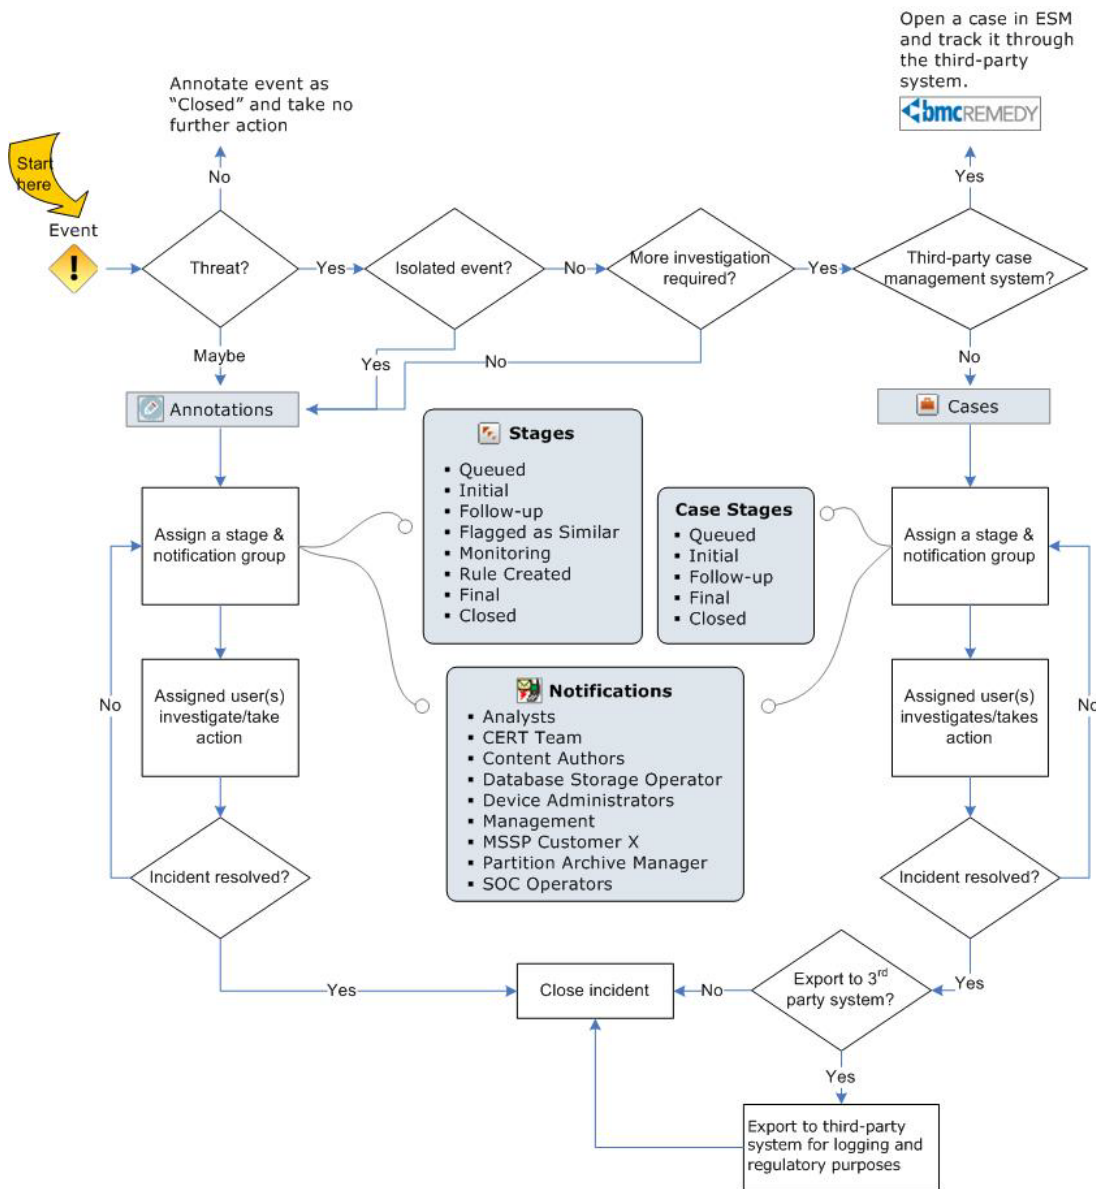 Open a case in ESM
and track it through
the third-party
system.
bmcREMEDY
Annotate event as
“Closed” and take no
further action
Start
here
No
Yes
Event
!
Threat?
Yes
Isolated event?
No
More investigation
required?
Yes
Third-party case
management system?
Maybe
Yes
No
No
Annotations
Cases
Stages
▪ Queued
▪ Initial
▪ Follow-up
▪ Flagged as Similar
▪ Monitoring
▪ Rule Created
▪ Final
▪ Closed
Case Stages
▪ Queued
▪ Initial
▪ Follow-up
▪ Final
▪ Closed
Assign a stage &
notification group
Assign a stage &
notification group
No
Assigned user(s)
investigate/take
action
Notifications
▪ Analysts
▪ CERT Team
▪ Content Authors
▪ Database Storage Operator
▪ Device Administrators
▪ Management
▪ MSSP Customer X
▪ Partition Archive Manager
▪ SOC Operators
Assigned user(s)
investigates/takes
action
No
Incident resolved?
Incident resolved?
Yes
Close incident
No
Export to 3rd
party system?
Yes
Yes
Export to third-party
system for logging and
regulatory purposes